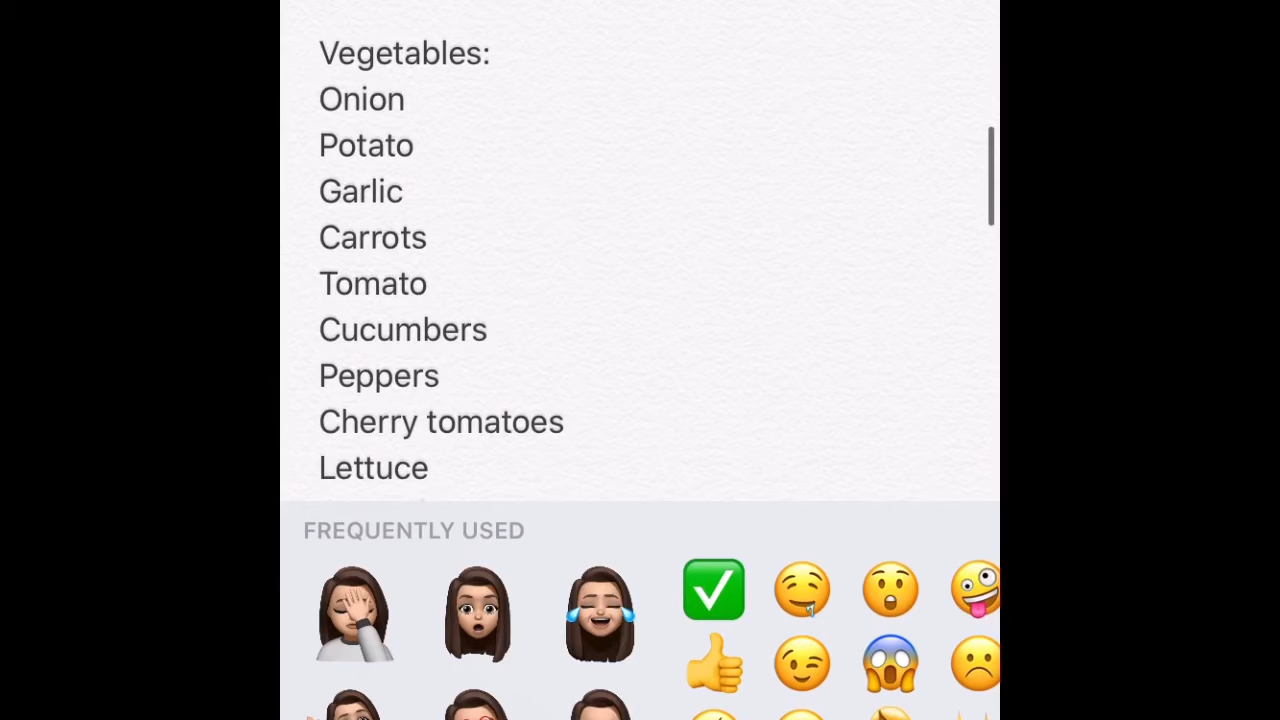 Vegetables:
Onion
Potato
Garlic
Carrots
Tomato
Cucumbers
Peppers
Cherry tomatoes
Lettuce
FREQUENTLY USED